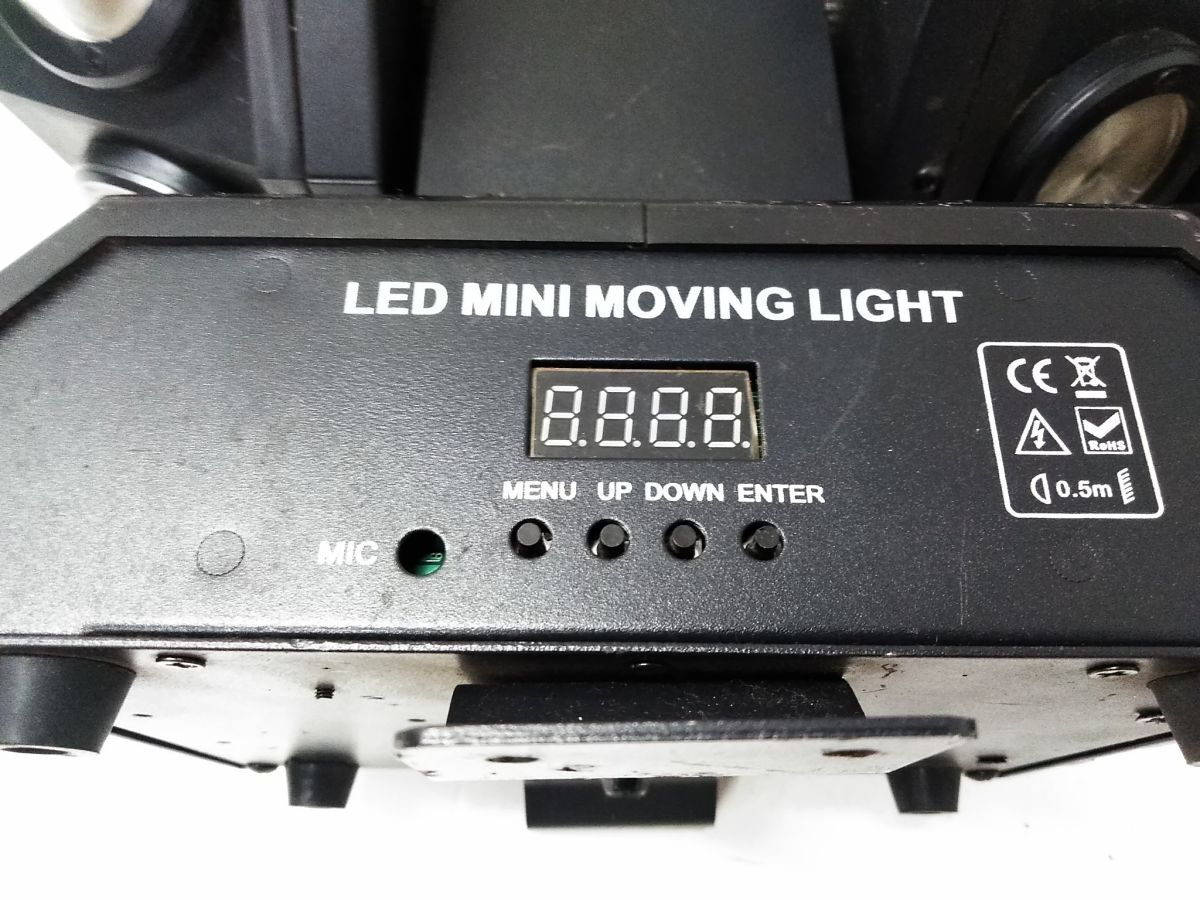 LED MINI MOVING LIGHT
8.8.8.8.
CE
RoHS
0.5m
MENU UP DOWN ENTER
MIC